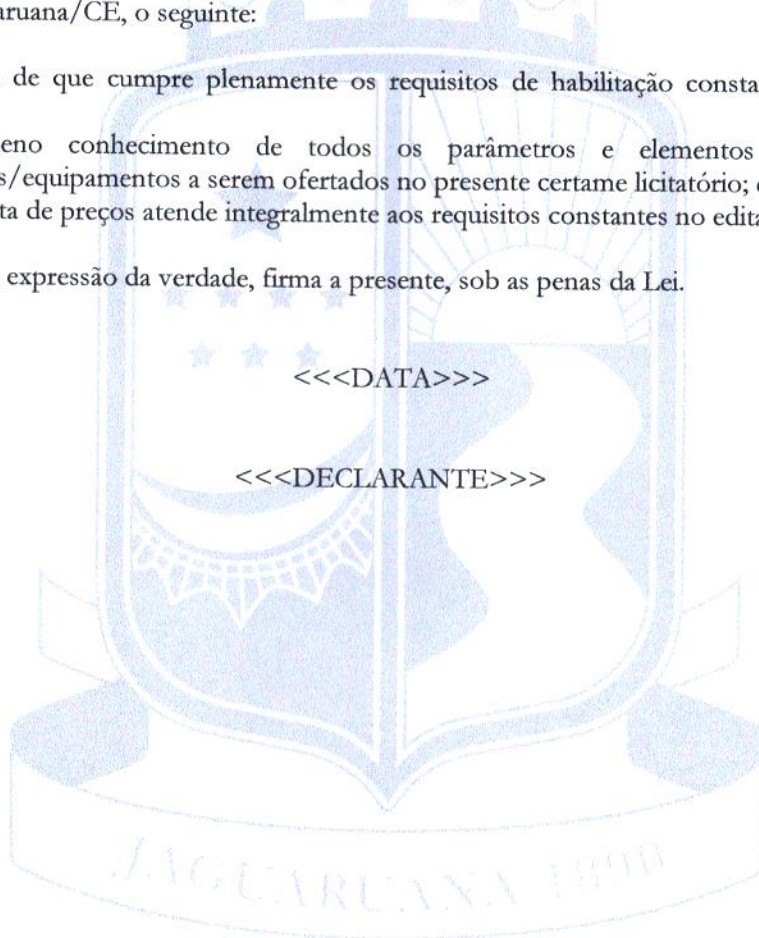 aruana/CE, o seguinte:
de que cumpre plenamente os requisitos de habilitação consta
eno conhecimento de todos os parâmetros e elementos
s/equipamentos a serem ofertados no presente certame licitatório;
ta de preços atende integralmente aos requisitos constantes no edita
expressão da verdade, firma a presente, sob as penas da Lei.
<<<DATA>>>
<<<DECLARANTE>>>
JAGUARUANA 1890